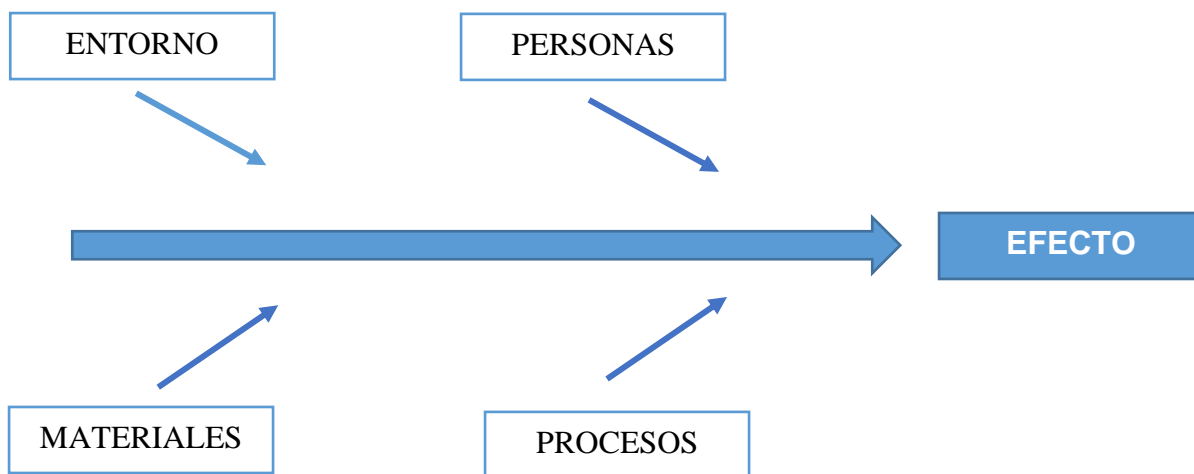 ENTORNO
PERSONAS
EFECTO
MATERIALES
PROCESOS